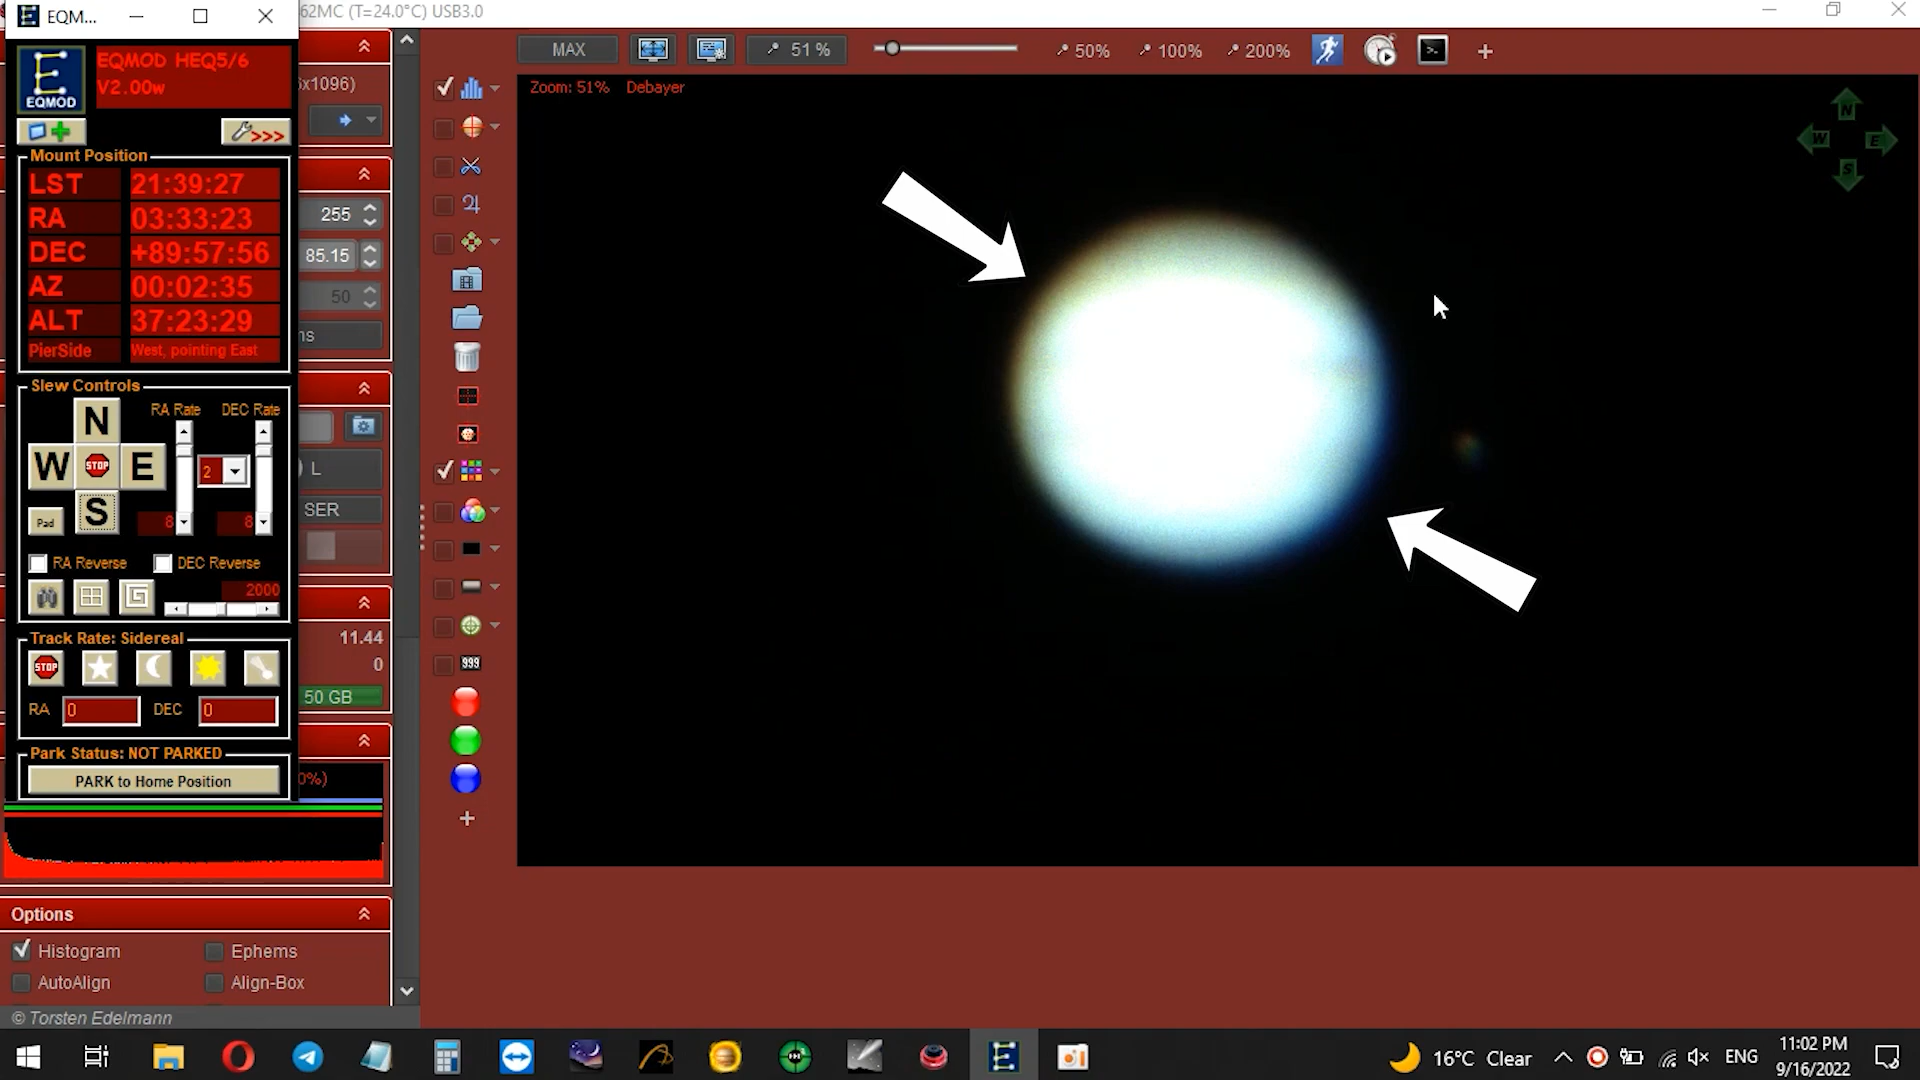 EQM...
62MC (T=24.0°C) USB3.0
EQMOD
EQMOD HEQ5/6
V2.00w
>>>
x1096)
Mount Position
LST 21:39:27
RA 03:33:23
DEC +89:57:56
AZ 00:02:35
ALT 37:23:29
PierSide West, pointing East
255
85.15
50
ns
Slew Controls
RA Rate DEC Rate
N
W STOP E
2
S
Pad 8 8
RA Reverse DEC Reverse
2000
L
SER
Track Rate: Sidereal
STOP
RA 0 DEC 0
11.44
0
50 GB
Park Status: NOT PARKED
PARK to Home Position
0%)
Options
Histogram Ephems
AutoAlign Align-Box
© Torsten Edelmann
MAX 51 % 50% 100% 200%
999
Zoom: 51% Debayer
N
W E
S
16°C Clear ENG 11:02 PM
9/16/2022